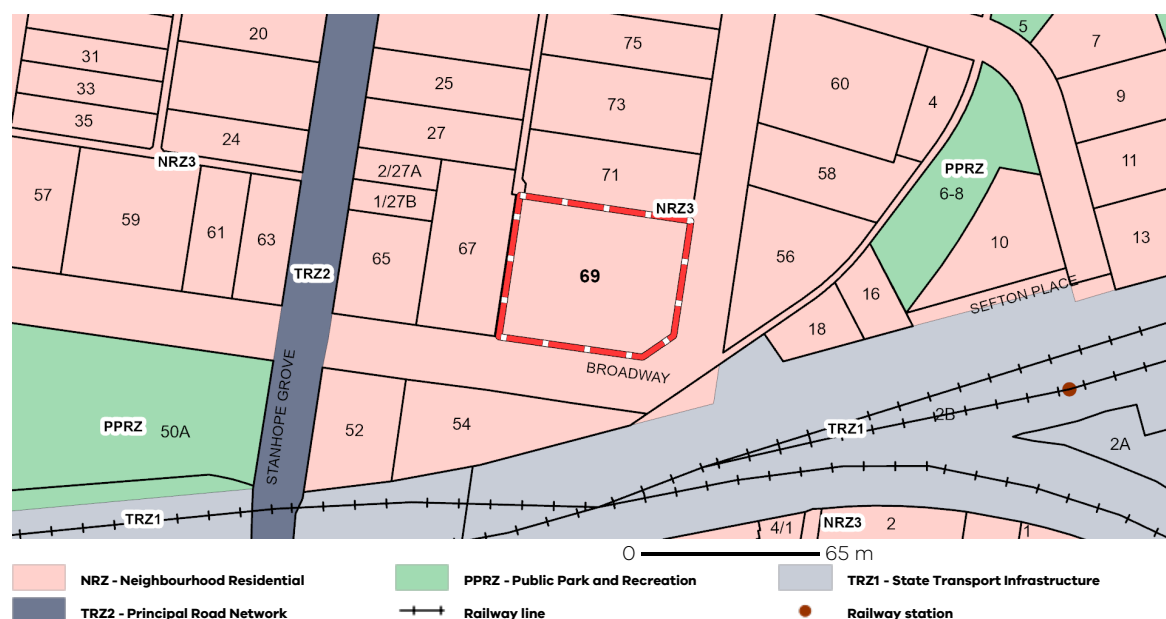 5
20
75
7
31
25
60
33
9
4
73
35
27
24
NRZ3
11
2/27A
58
PPRZ
71
57
1/27B
6-8
NRZ3
59
61
63
67
13
10
65
56
TRZ2
69
16
SEFTON PLACE
18
BROADWAY
STANHOPE GROVE
2B
54
PPRZ
50A
52
TRZ1
2A
TRZ1
4/1
NRZ3
2
1
0
65 m
NRZ - Neighbourhood Residential
PPRZ - Public Park and Recreation
TRZ1 - State Transport Infrastructure
TRZ2 - Principal Road Network
Railway line
Railway station